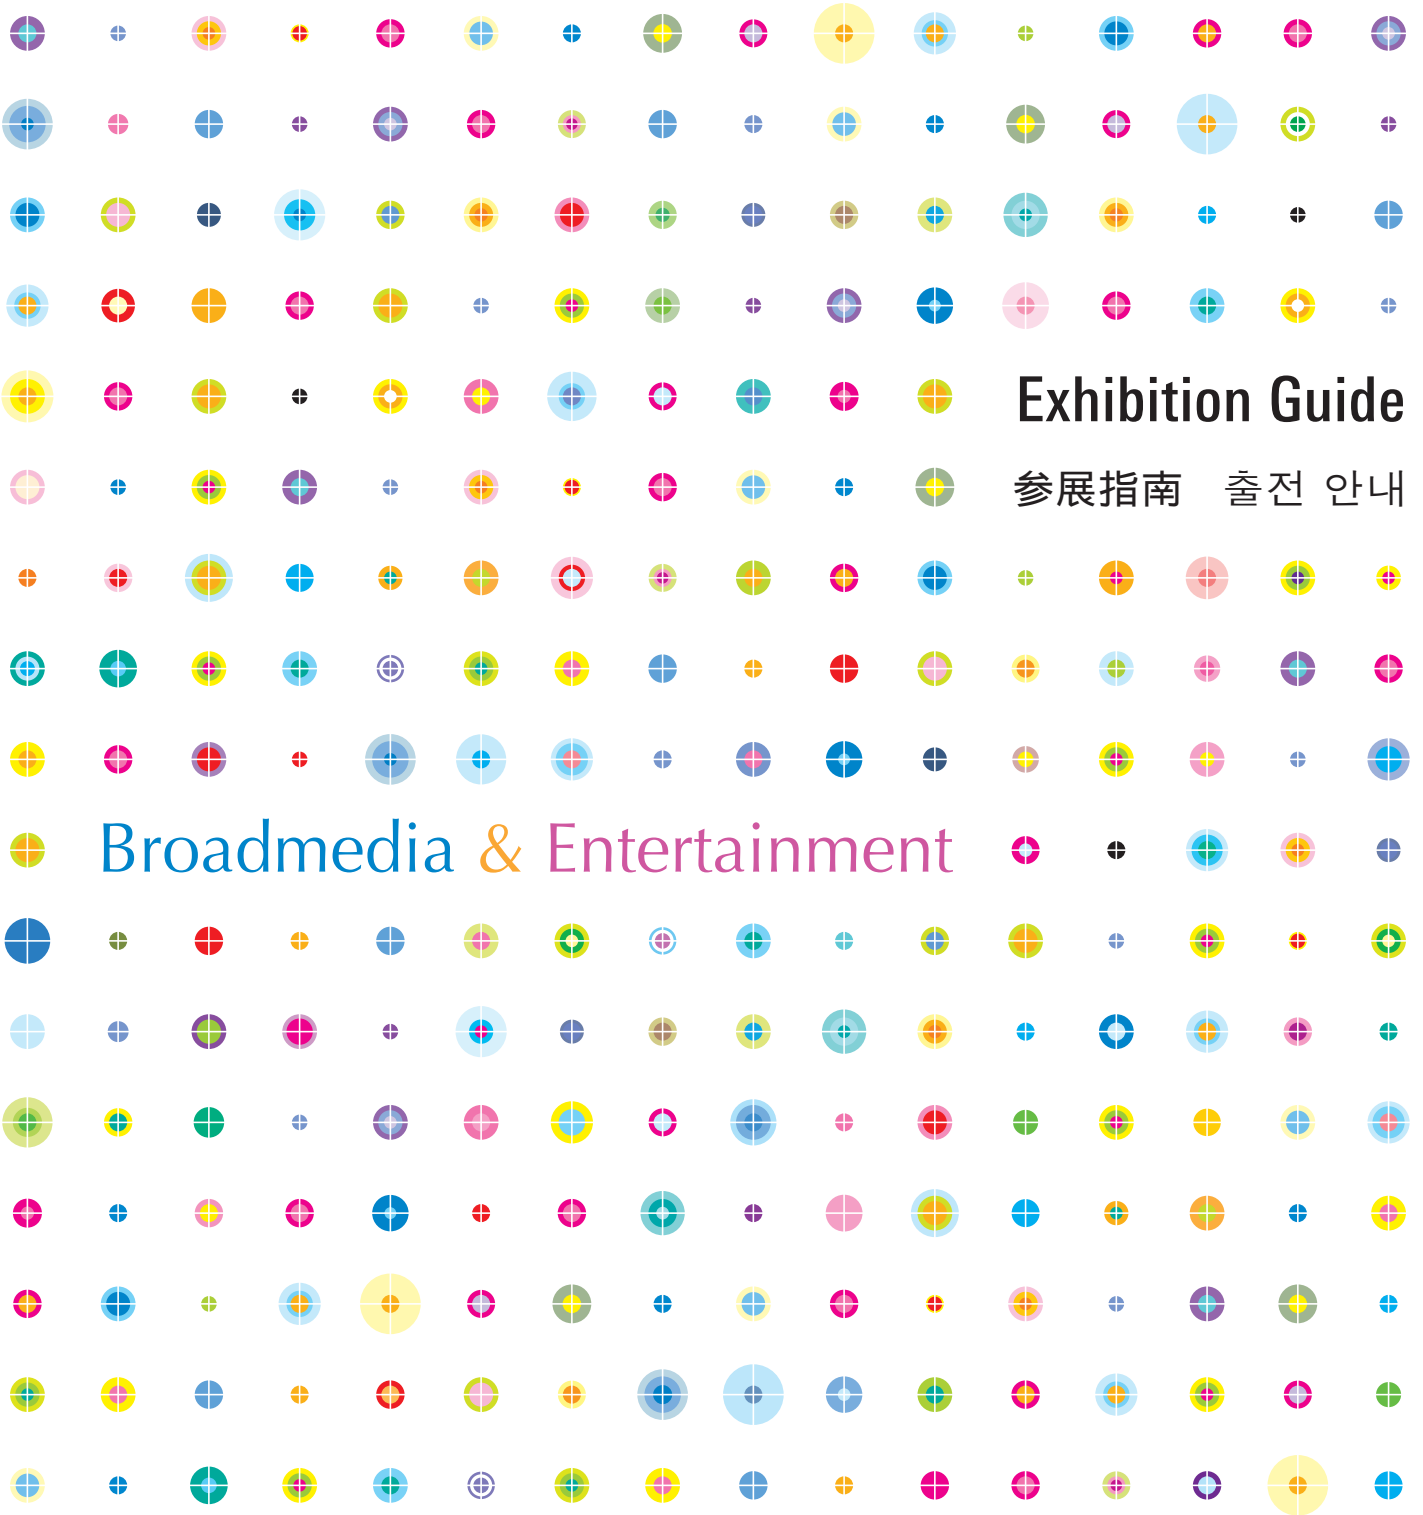 Exhibition Guide
参展指南 출전 안내
Broadmedia & Entertainment